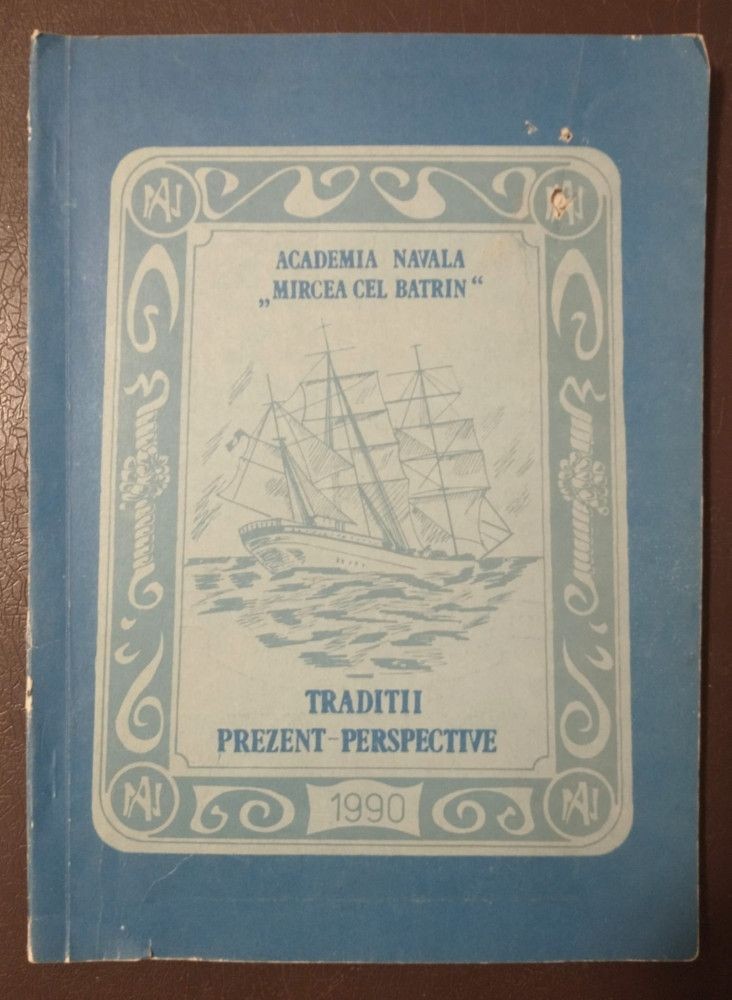 ACADEMIA NAVALA
„MIRCEA CEL BATRIN“
TRADITII
PREZENT-PERSPECTIVE
1990